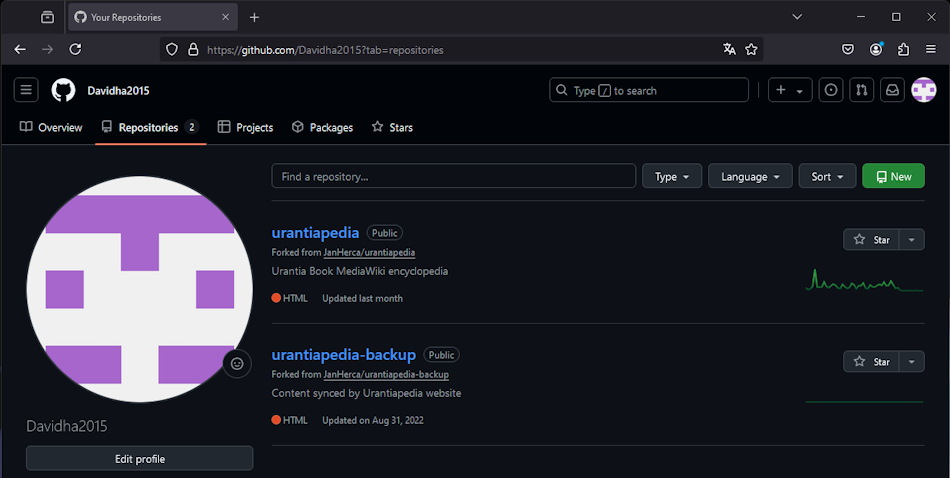 Your Repositories
https://github.com/Davidha2015?tab=repositories
Davidha2015
Type / to search
Overview
Repositories 2
Projects
Packages
Stars
Find a repository...
Type
Language
Sort
New
urantiapedia Public
Star
Forked from JanHerca/urantiapedia
Urantia Book MediaWiki encyclopedia
HTML Updated last month
urantiapedia-backup Public
Star
Forked from JanHerca/urantiapedia-backup
Content synced by Urantiapedia website
HTML Updated on Aug 31, 2022
Davidha2015
Edit profile